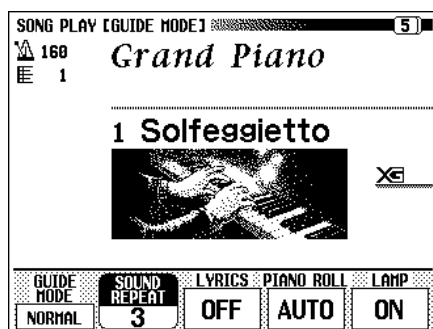 SONG PLAY [GUIDE MODE] 5
160
1
Grand Piano
1 Solfeggietto
XG
GUIDE MODE NORMAL
SOUND REPEAT 3
LYRICS OFF
PIANO ROLL AUTO
LAMP ON